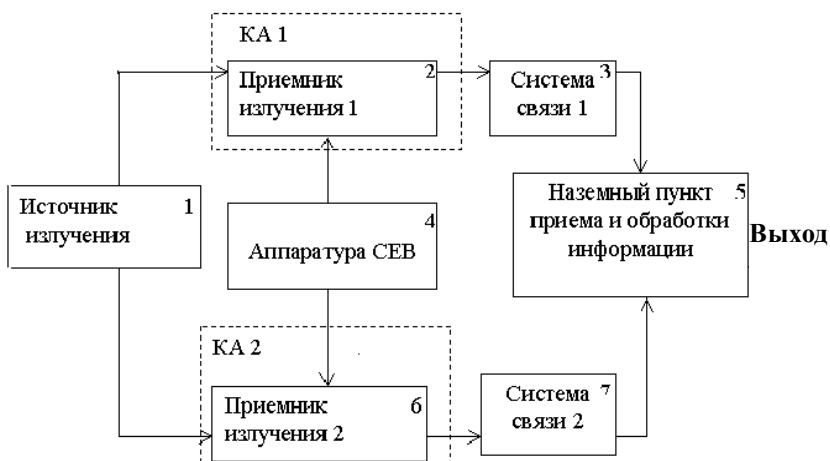 КА 1
Приемник 2
излучения 1
Система 3
связи 1
Источник 1
излучения
4
Аппаратура СЕВ
Наземный пункт 5
приема и обработки
информации
Выход
КА 2
Приемник 6
излучения 2
Система 7
связи 2